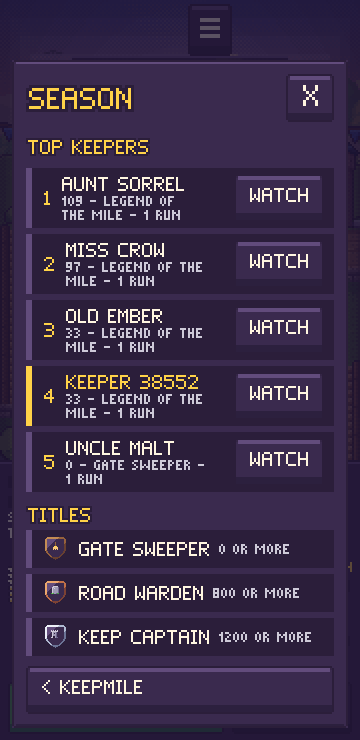 SEASON
X
TOP KEEPERS
1 AUNT SORREL
109 - LEGEND OF
THE MILE - 1 RUN
WATCH
2 MISS CROW
97 - LEGEND OF THE
MILE - 1 RUN
WATCH
3 OLD EMBER
33 - LEGEND OF THE
MILE - 1 RUN
WATCH
4 KEEPER 38552
33 - LEGEND OF THE
MILE - 1 RUN
WATCH
5 UNCLE MALT
0 - GATE SWEEPER -
1 RUN
WATCH
TITLES
GATE SWEEPER 0 OR MORE
ROAD WARDEN 800 OR MORE
KEEP CAPTAIN 1200 OR MORE
< KEEPMILE